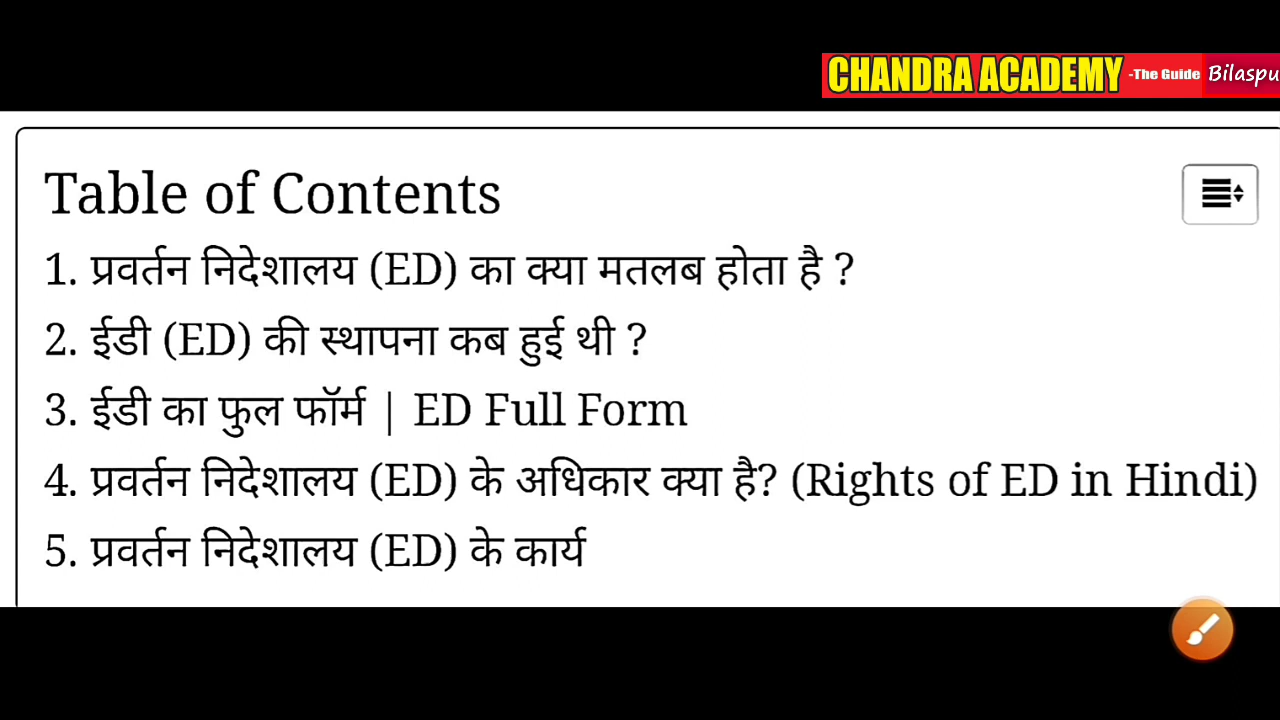 CHANDRA ACADEMY -The Guide Bilaspu
Table of Contents
1. प्रवर्तन निदेशालय (ED) का क्या मतलब होता है ?
2. ईडी (ED) की स्थापना कब हुई थी ?
3. ईडी का फुल फॉर्म | ED Full Form
4. प्रवर्तन निदेशालय (ED) के अधिकार क्या है? (Rights of ED in Hindi)
5. प्रवर्तन निदेशालय (ED) के कार्य